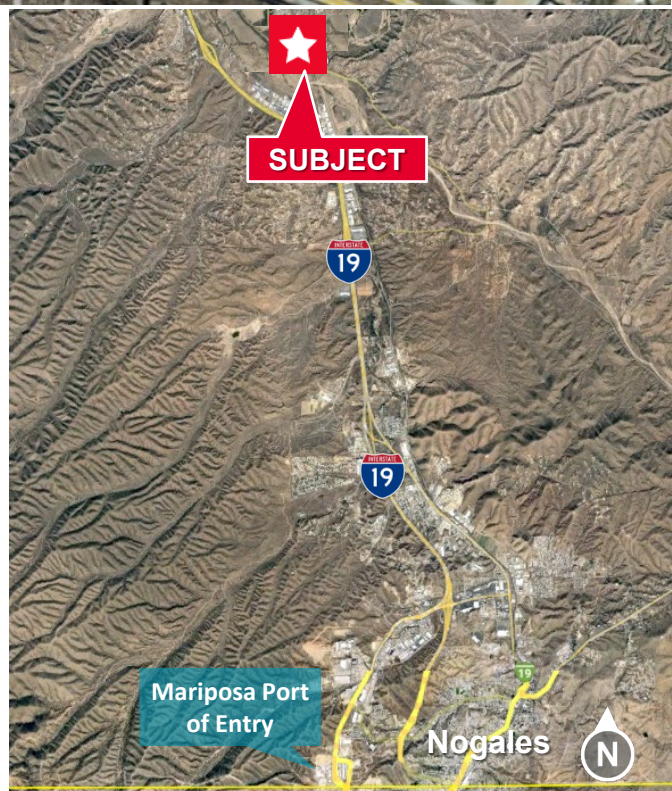 SUBJECT
INTERSTATE
19
INTERSTATE
19
19
Mariposa Port
of Entry
Nogales
N